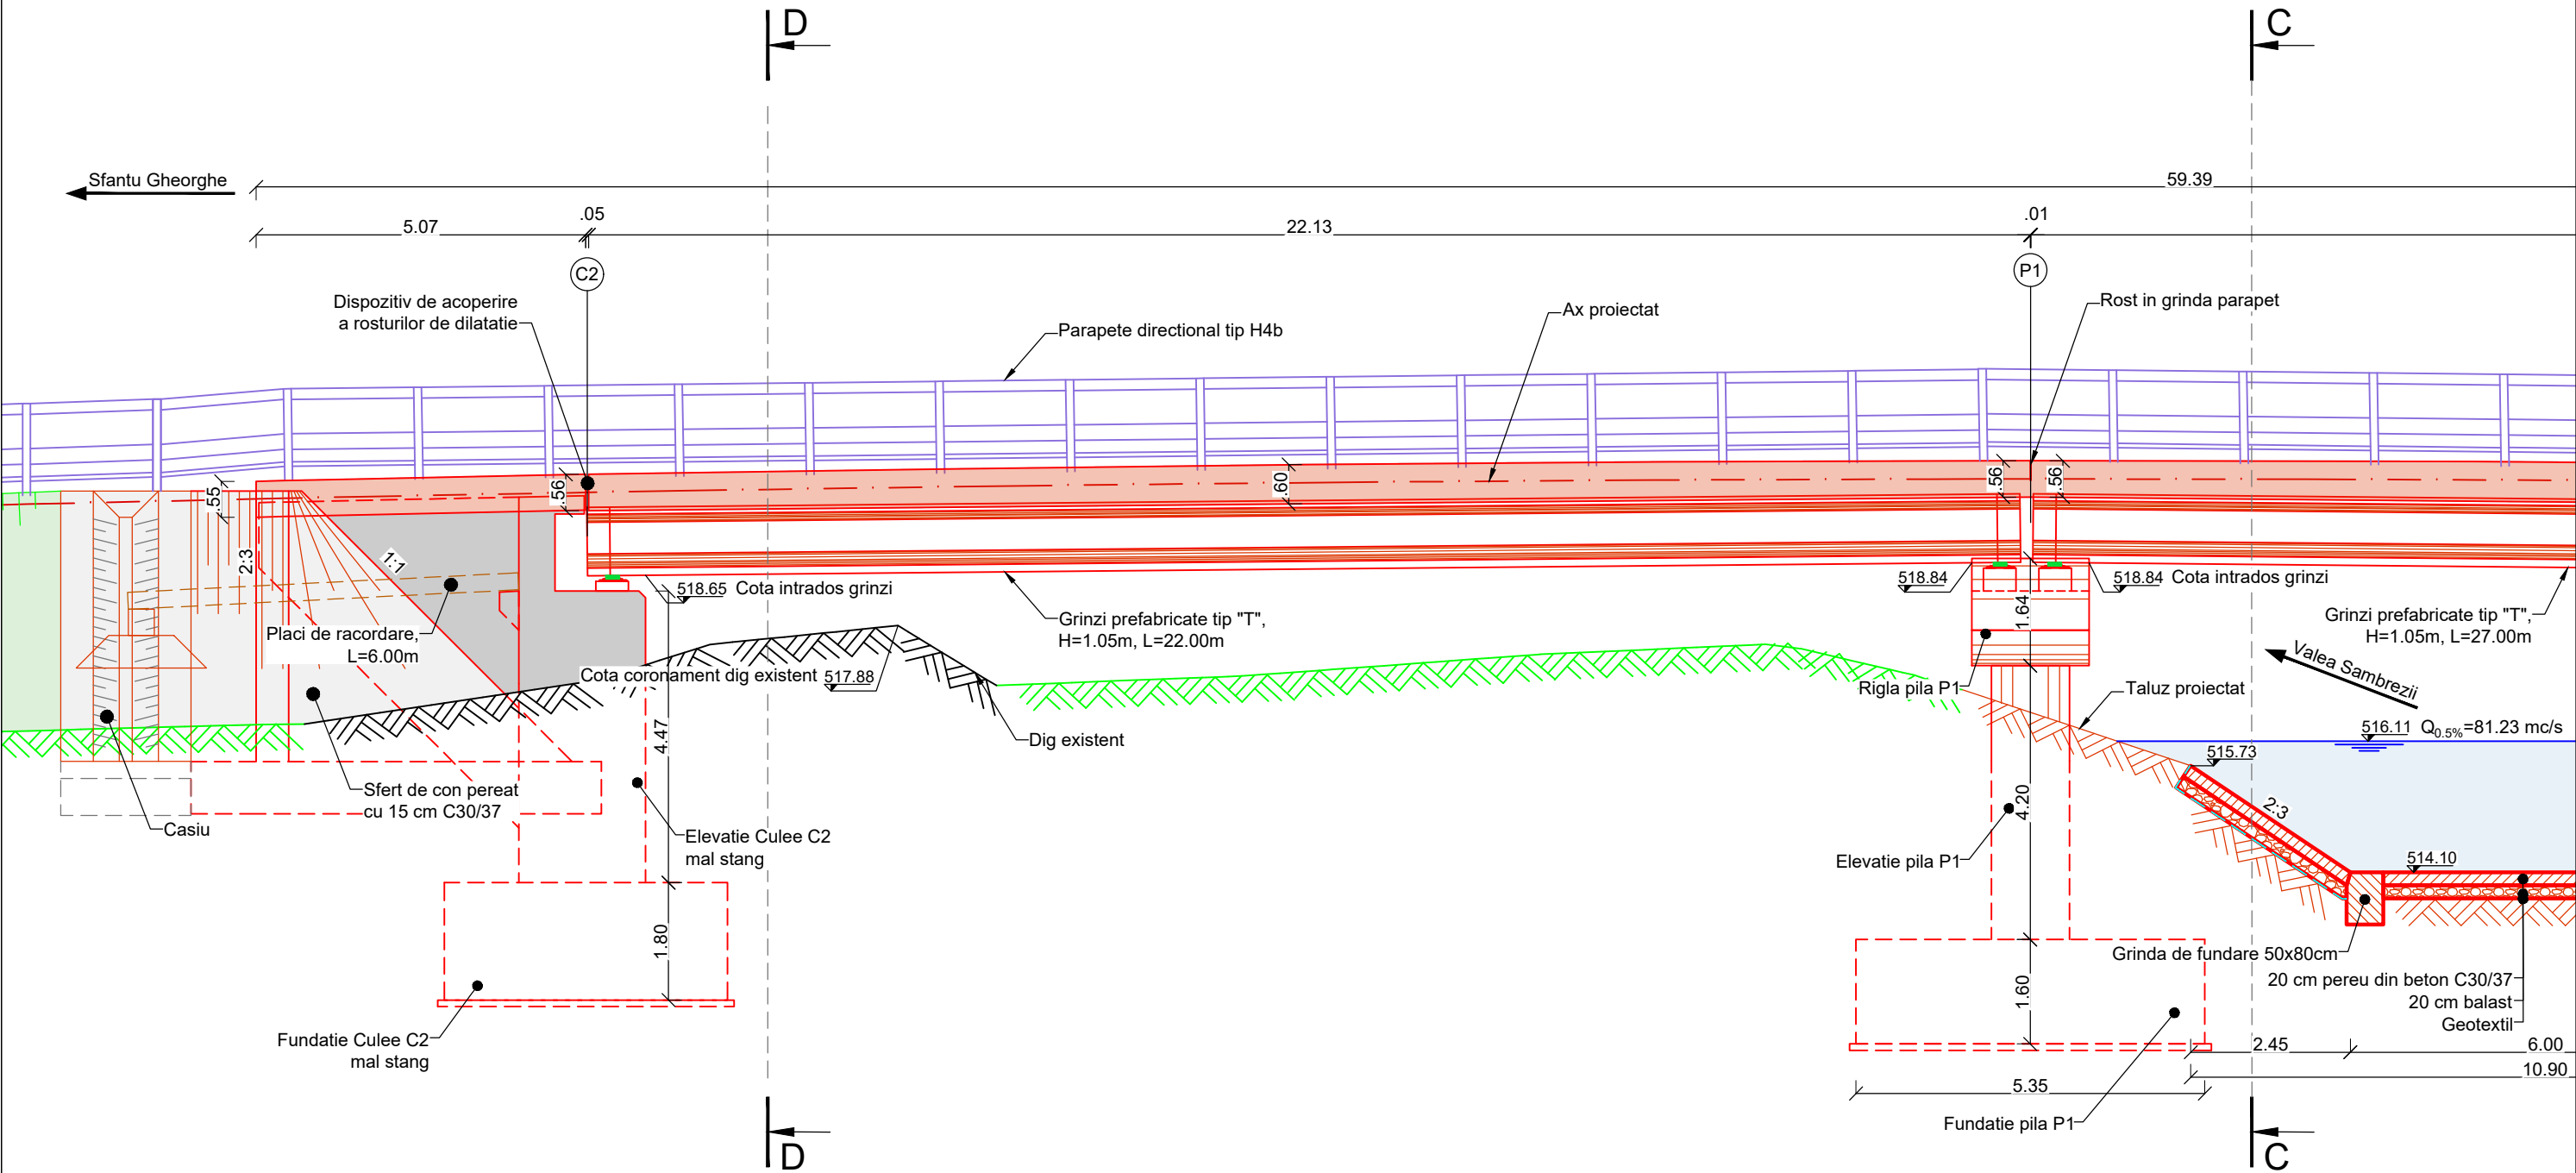 D
C
Sfantu Gheorghe
59.39
5.07
.05
22.13
.01
C2
P1
Dispozitiv de acoperire
a rosturilor de dilatatie
Parapete directional tip H4b
Ax proiectat
Rost in grinda parapet
.55
.56
.60
.56
.56
2:3
1:1
518.65 Cota intrados grinzi
518.84
518.84 Cota intrados grinzi
1.64
Grinzi prefabricate tip "T",
H=1.05m, L=22.00m
Grinzi prefabricate tip "T",
H=1.05m, L=27.00m
Placi de racordare,
L=6.00m
Cota coronament dig existent 517.88
Rigla pila P1
Taluz proiectat
Valea Sambrezii
Dig existent
4.47
516.11 Q0.5%=81.23 mc/s
515.73
2:3
Sfert de con pereat
cu 15 cm C30/37
Casiu
Elevatie Culee C2
mal stang
4.20
Elevatie pila P1
514.10
1.80
Grinda de fundare 50x80cm
20 cm pereu din beton C30/37
20 cm balast
Geotextil
1.60
Fundatie Culee C2
mal stang
2.45
6.00
10.90
5.35
Fundatie pila P1
D
C